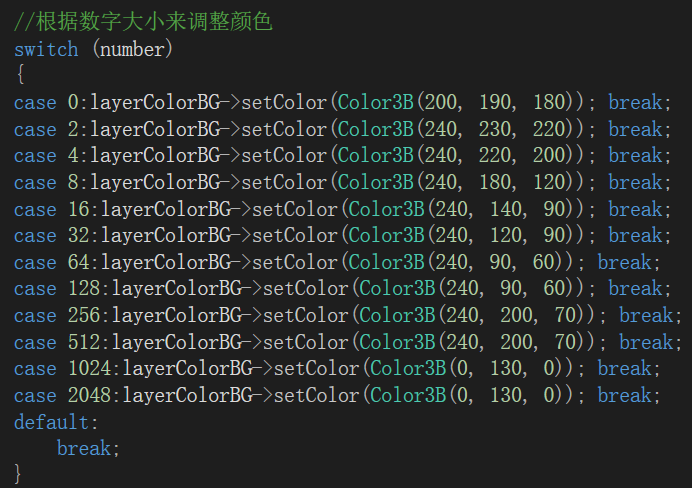 //根据数字大小来调整颜色
switch (number)
{
case 0:layerColorBG->setColor(Color3B(200, 190, 180)); break;
case 2:layerColorBG->setColor(Color3B(240, 230, 220)); break;
case 4:layerColorBG->setColor(Color3B(240, 220, 200)); break;
case 8:layerColorBG->setColor(Color3B(240, 180, 120)); break;
case 16:layerColorBG->setColor(Color3B(240, 140, 90)); break;
case 32:layerColorBG->setColor(Color3B(240, 120, 90)); break;
case 64:layerColorBG->setColor(Color3B(240, 90, 60)); break;
case 128:layerColorBG->setColor(Color3B(240, 90, 60)); break;
case 256:layerColorBG->setColor(Color3B(240, 200, 70)); break;
case 512:layerColorBG->setColor(Color3B(240, 200, 70)); break;
case 1024:layerColorBG->setColor(Color3B(0, 130, 0)); break;
case 2048:layerColorBG->setColor(Color3B(0, 130, 0)); break;
default:
    break;
}